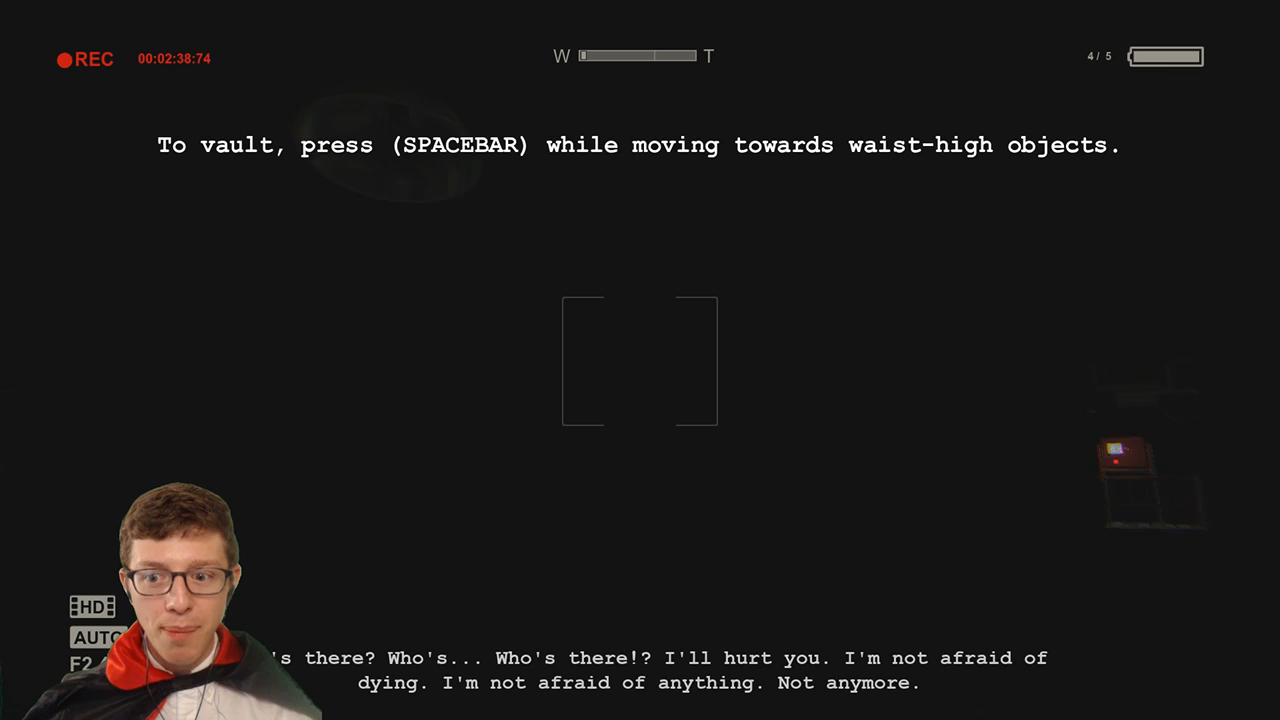 REC 00:02:38:74 W T 4/ 5
To vault, press (SPACEBAR) while moving towards waist-high objects.
HD
AUTO
F2
's there? Who's... Who's there!? I'll hurt you. I'm not afraid of
dying. I'm not afraid of anything. Not anymore.